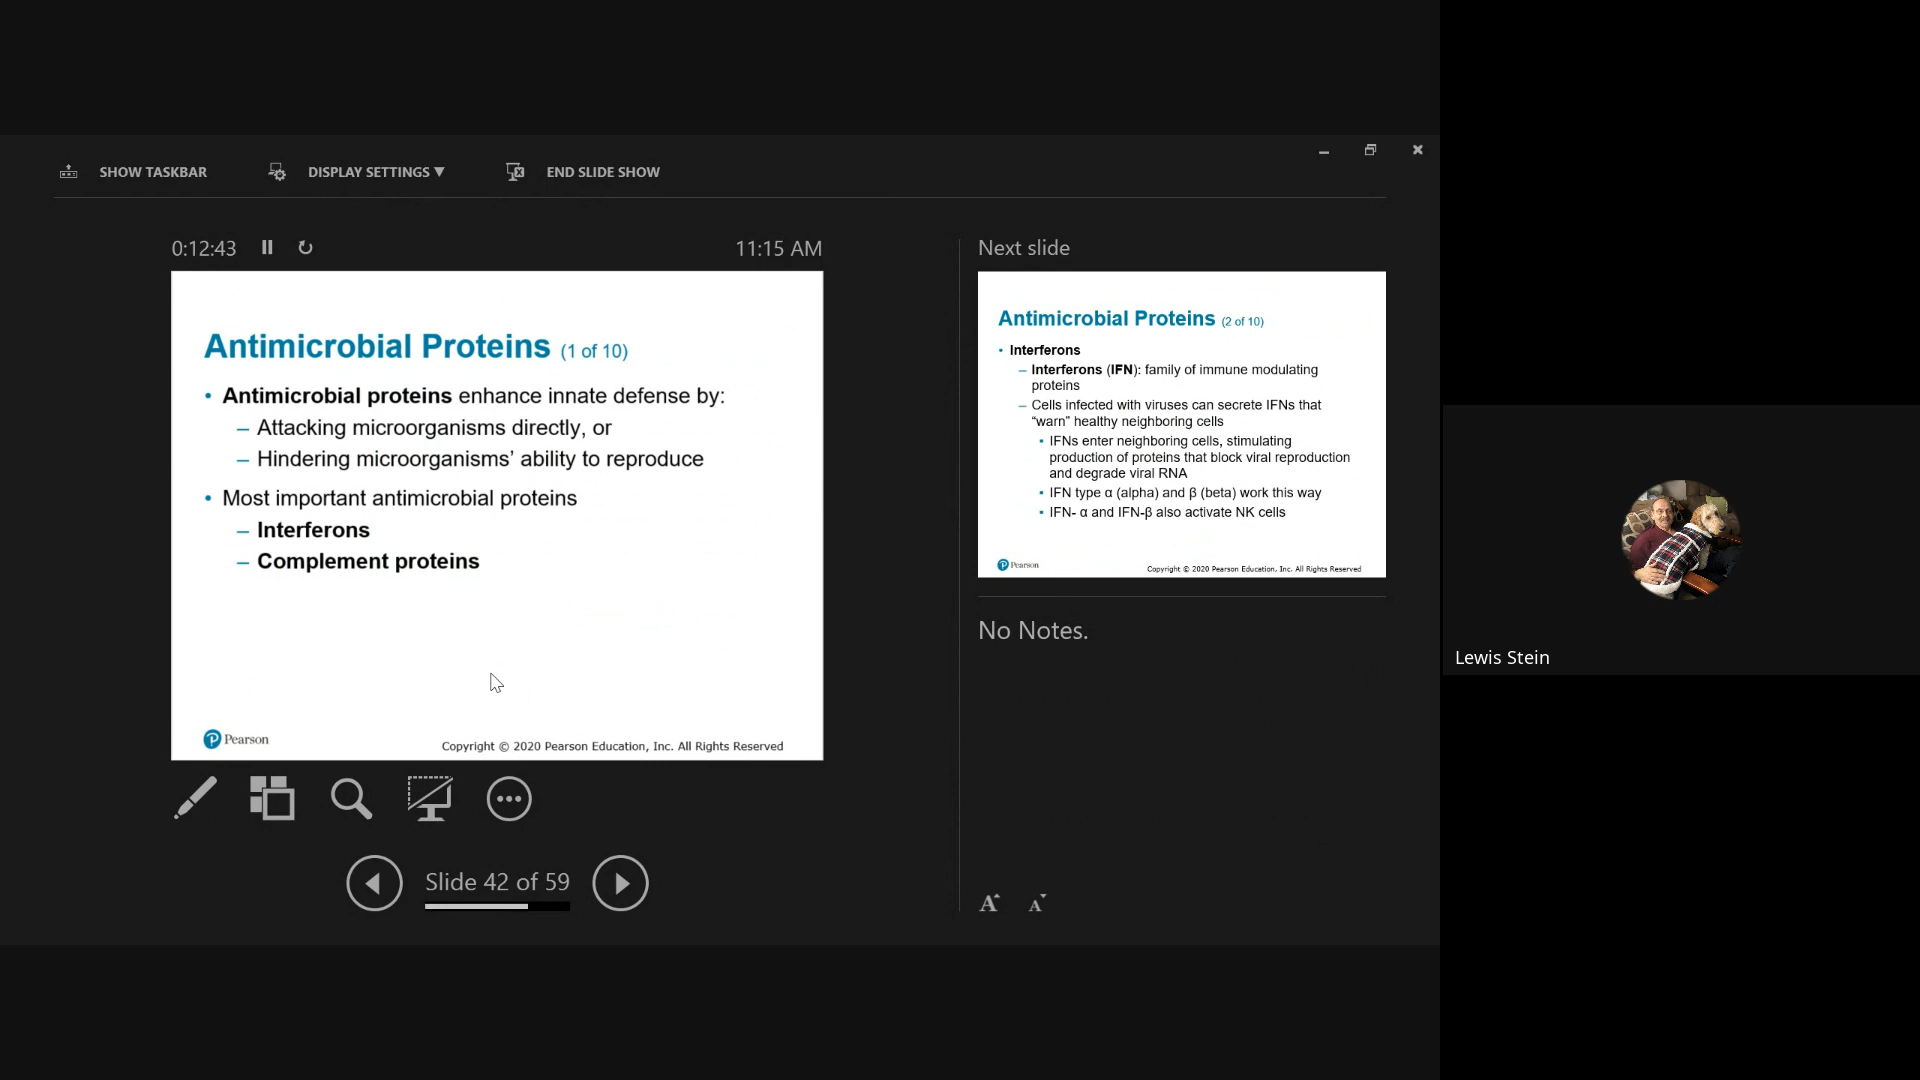 SHOW TASKBAR DISPLAY SETTINGS ▼ END SLIDE SHOW
0:12:43 11:15 AM
Antimicrobial Proteins (1 of 10)
• Antimicrobial proteins enhance innate defense by:
– Attacking microorganisms directly, or
– Hindering microorganisms’ ability to reproduce
• Most important antimicrobial proteins
– Interferons
– Complement proteins
Pearson
Copyright © 2020 Pearson Education, Inc. All Rights Reserved
Slide 42 of 59
Next slide
Antimicrobial Proteins (2 of 10)
• Interferons
– Interferons (IFN): family of immune modulating
proteins
– Cells infected with viruses can secrete IFNs that
“warn” healthy neighboring cells
▪ IFNs enter neighboring cells, stimulating
production of proteins that block viral reproduction
and degrade viral RNA
▪ IFN type α (alpha) and β (beta) work this way
▪ IFN- α and IFN-β also activate NK cells
Pearson
Copyright © 2020 Pearson Education, Inc. All Rights Reserved
No Notes.
A A
Lewis Stein